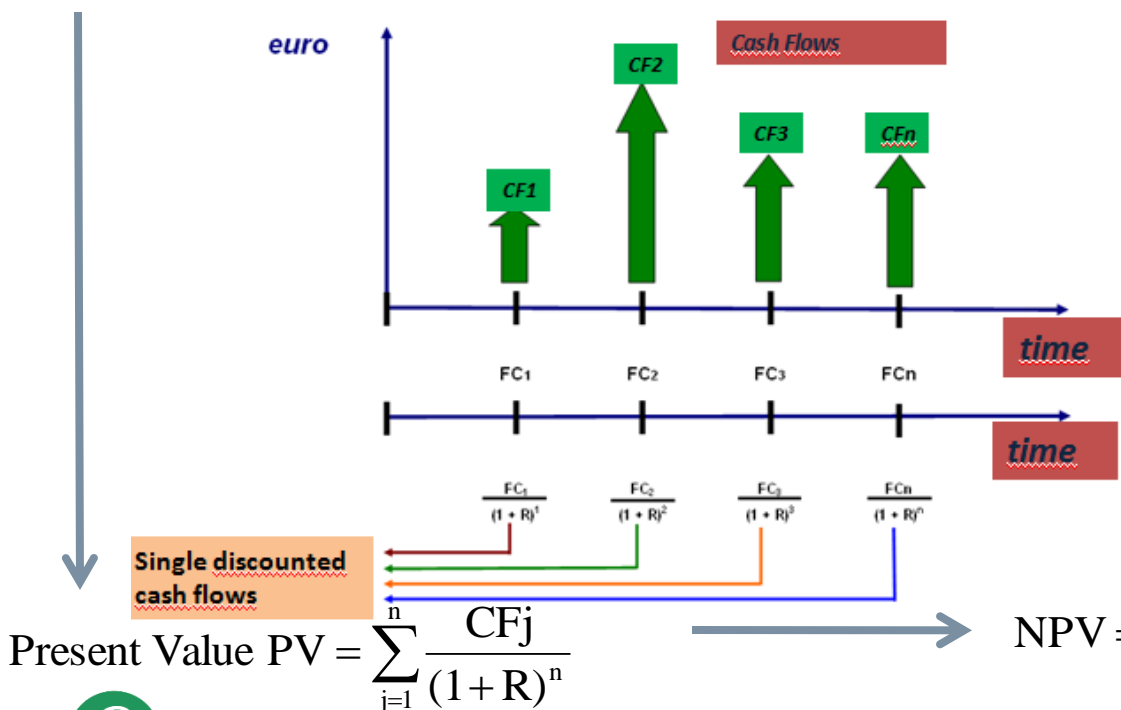 euro
Cash Flows
CF2
CF3
CFn
CF1
time
FC₁ FC₂ FC₃ FCn
time
FC₁/(1 + R)¹ FC₂/(1 + R)² FC₃/(1 + R)³ FCn/(1 + R)ⁿ
Single discounted
cash flows
Present Value PV = ∑_{j=1}^{n} CFj/(1+R)ⁿ
NPV =